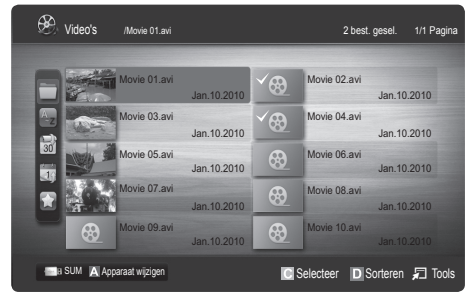 Video's /Movie 01.avi 2 best. gesel. 1/1 Pagina
Movie 01.avi Movie 02.avi
Jan.10.2010 Jan.10.2010
Movie 03.avi Movie 04.avi
Jan.10.2010 Jan.10.2010
30
Movie 05.avi Movie 06.avi
Jan.10.2010 Jan.10.2010
1
Movie 07.avi Movie 08.avi
Jan.10.2010 Jan.10.2010
Movie 09.avi Movie 10.avi
Jan.10.2010 Jan.10.2010
a SUM A Apparaat wijzigen C Selecteer D Sorteren Tools